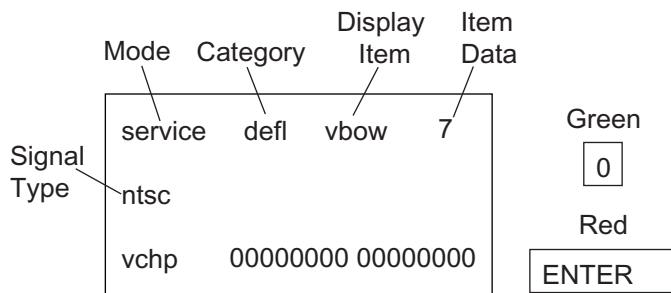 Display Item
Mode Category Item Data
service defl vbow 7
Signal Type
ntsc
vchp 00000000 00000000
Green
0
Red
ENTER